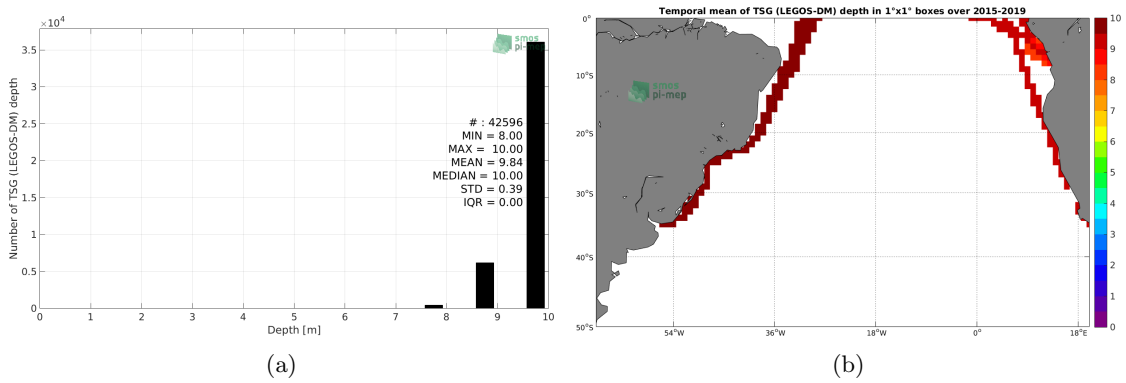 ×10⁴
3.5
3
2.5
2
1.5
1
0.5
0
Number of TSG (LEGOS-DM) depth
smos
pi-mep
# : 42596
MIN = 8.00
MAX = 10.00
MEAN = 9.84
MEDIAN = 10.00
STD = 0.39
IQR = 0.00
0 1 2 3 4 5 6 7 8 9 10
Depth [m]
(a)
Temporal mean of TSG (LEGOS-DM) depth in 1°x1° boxes over 2015-2019
0°
10°S
20°S
30°S
40°S
50°S
smos
pi-mep
54°W 36°W 18°W 0° 18°E
10
9
8
7
6
5
4
3
2
1
0
(b)